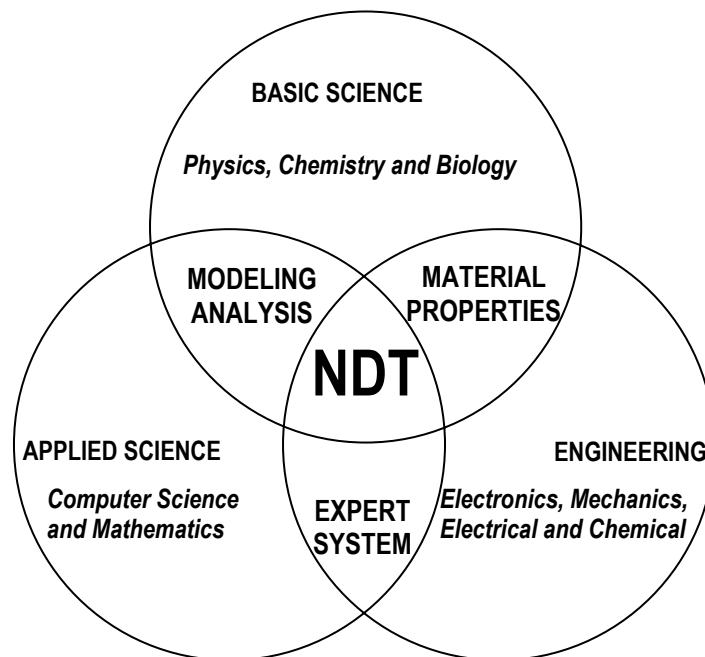 BASIC SCIENCE
Physics, Chemistry and Biology
MODELING
ANALYSIS
MATERIAL
PROPERTIES
NDT
APPLIED SCIENCE
Computer Science
and Mathematics
EXPERT
SYSTEM
ENGINEERING
Electronics, Mechanics,
Electrical and Chemical